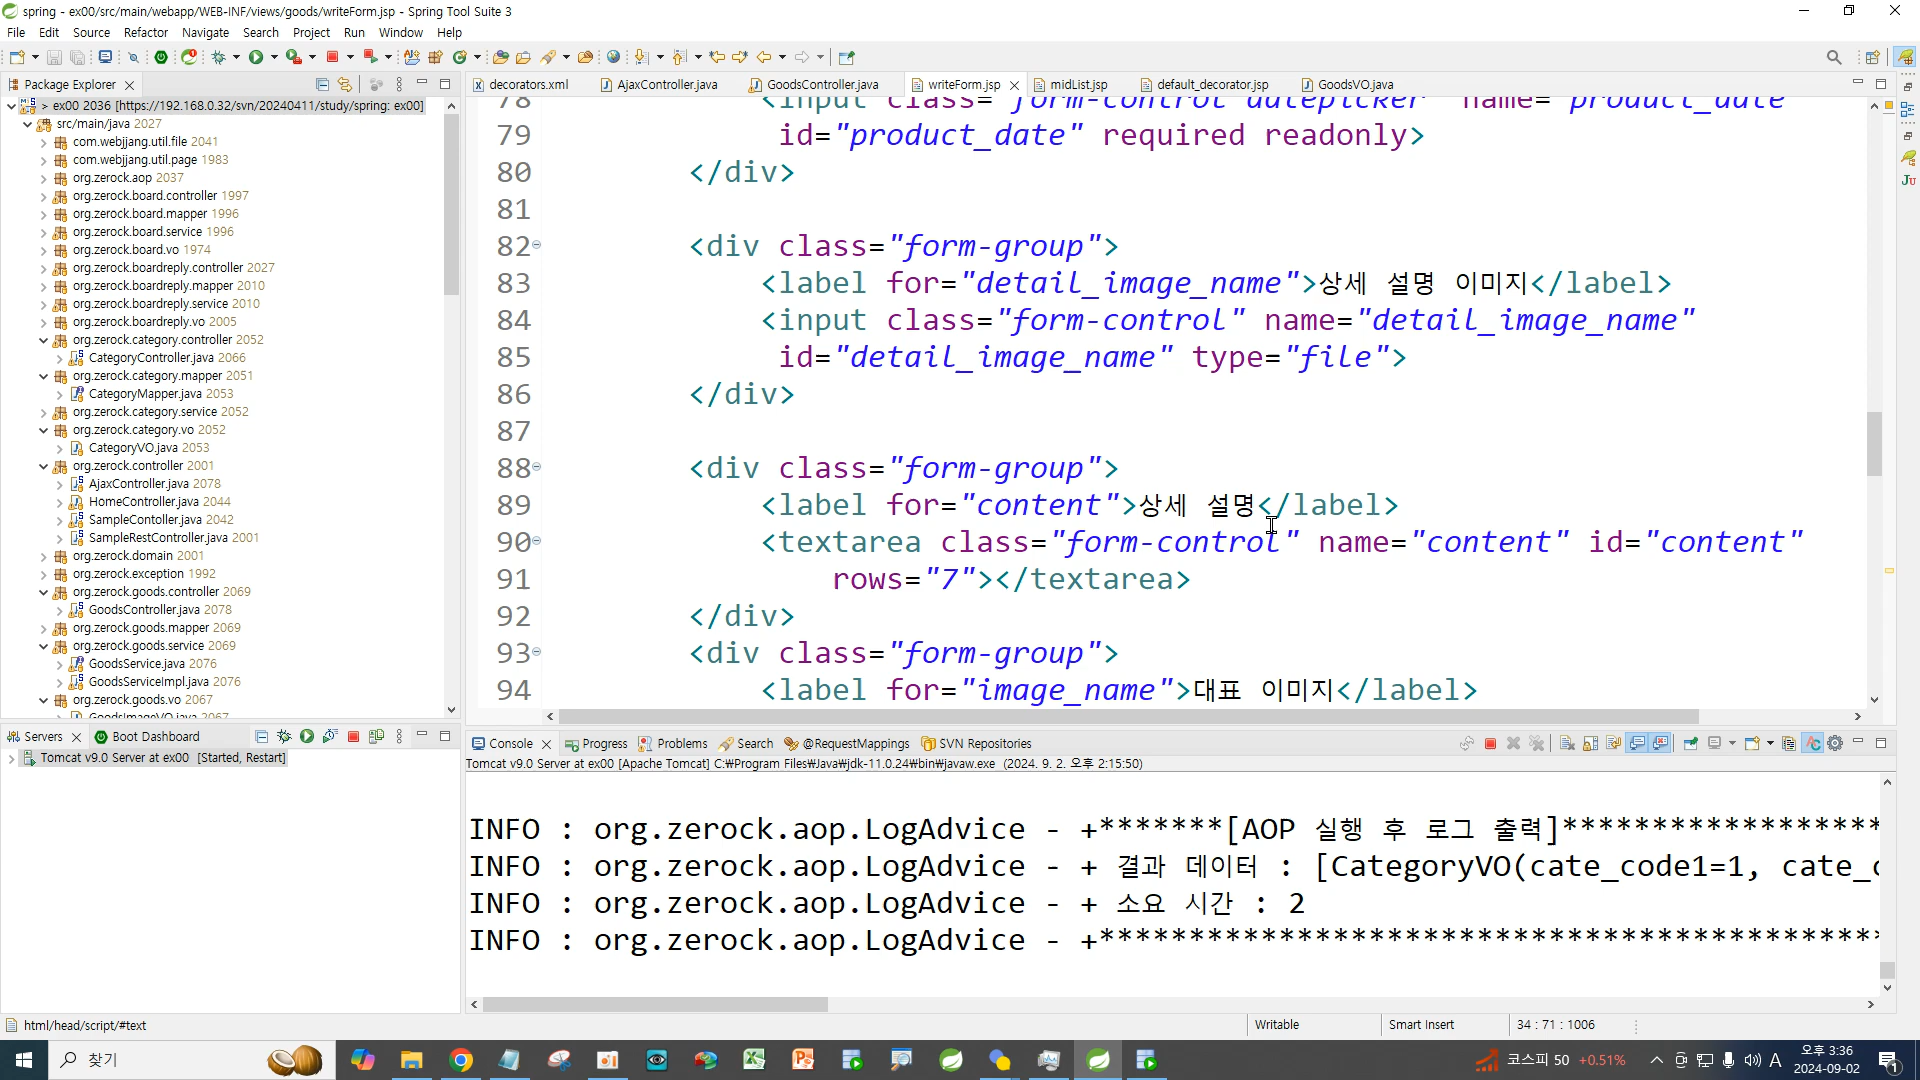 spring - ex00/src/main/webapp/WEB-INF/views/goods/writeForm.jsp - Spring Tool Suite 3
File Edit Source Refactor Navigate Search Project Run Window Help
Package Explorer
decorators.xml AjaxController.java GoodsController.java writeForm.jsp midList.jsp default_decorator.jsp GoodsVO.java
> ex00 2036 [https://192.168.0.32/svn/20240411/study/spring: ex00]
src/main/java 2027
com.webjjang.util.file 2041
com.webjjang.util.page 1983
org.zerock.aop 2037
org.zerock.board.controller 1997
org.zerock.board.mapper 1996
org.zerock.board.service 1996
org.zerock.board.vo 1974
org.zerock.boardreply.controller 2027
org.zerock.boardreply.mapper 2010
org.zerock.boardreply.service 2010
org.zerock.boardreply.vo 2005
org.zerock.category.controller 2052
CategoryController.java 2066
org.zerock.category.mapper 2051
CategoryMapper.java 2053
org.zerock.category.service 2052
org.zerock.category.vo 2052
CategoryVO.java 2053
org.zerock.controller 2001
AjaxController.java 2078
HomeController.java 2044
SampleContoller.java 2042
SampleRestController.java 2001
org.zerock.domain 2001
org.zerock.exception 1992
org.zerock.goods.controller 2069
GoodsController.java 2078
org.zerock.goods.mapper 2069
org.zerock.goods.service 2069
GoodsService.java 2076
GoodsServiceImpl.java 2076
org.zerock.goods.vo 2067
GoodsImageVO.java 2067
78 <input class="form-control datepicker" name="product_date"
79 id="product_date" required readonly>
80 </div>
81
82 <div class="form-group">
83 <label for="detail_image_name">상세 설명 이미지</label>
84 <input class="form-control" name="detail_image_name"
85 id="detail_image_name" type="file">
86 </div>
87
88 <div class="form-group">
89 <label for="content">상세 설명</label>
90 <textarea class="form-control" name="content" id="content"
91 rows="7"></textarea>
92 </div>
93 <div class="form-group">
94 <label for="image_name">대표 이미지</label>
Servers Boot Dashboard
Tomcat v9.0 Server at ex00 [Started, Restart]
Console Progress Problems Search @RequestMappings SVN Repositories
Tomcat v9.0 Server at ex00 [Apache Tomcat] C:₩Program Files₩Java₩jdk-11.0.24₩bin₩javaw.exe (2024. 9. 2. 오후 2:15:50)
INFO : org.zerock.aop.LogAdvice - +*******[AOP 실행 후 로그 출력]******************
INFO : org.zerock.aop.LogAdvice - + 결과 데이터 : [CategoryVO(cate_code1=1, cate_c
INFO : org.zerock.aop.LogAdvice - + 소요 시간 : 2
INFO : org.zerock.aop.LogAdvice - +********************************************
html/head/script/#text
Writable
Smart Insert
34 : 71 : 1006
찾기
코스피 50 +0.51%
A
오후 3:36
2024-09-02
1